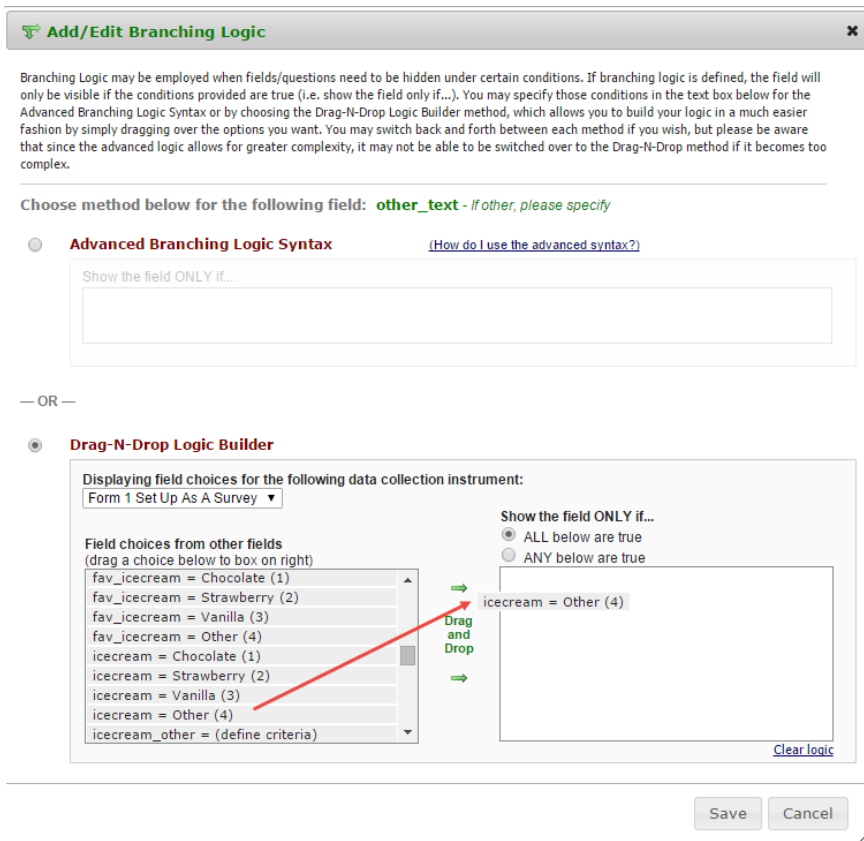 Add/Edit Branching Logic
Branching Logic may be employed when fields/questions need to be hidden under certain conditions. If branching logic is defined, the field will
only be visible if the conditions provided are true (i.e. show the field only if...). You may specify those conditions in the text box below for the
Advanced Branching Logic Syntax or by choosing the Drag-N-Drop Logic Builder method, which allows you to build your logic in a much easier
fashion by simply dragging over the options you want. You may switch back and forth between each method if you wish, but please be aware
that since the advanced logic allows for greater complexity, it may not be able to be switched over to the Drag-N-Drop method if it becomes too
complex.
Choose method below for the following field: other_text - If other, please specify
Advanced Branching Logic Syntax (How do I use the advanced syntax?)
Show the field ONLY if...
— OR —
Drag-N-Drop Logic Builder
Displaying field choices for the following data collection instrument:
Form 1 Set Up As A Survey
Field choices from other fields
(drag a choice below to box on right)
fav_icecream = Chocolate (1)
fav_icecream = Strawberry (2)
fav_icecream = Vanilla (3)
fav_icecream = Other (4)
icecream = Chocolate (1)
icecream = Strawberry (2)
icecream = Vanilla (3)
icecream = Other (4)
icecream_other = (define criteria)
Drag
and
Drop
Show the field ONLY if...
ALL below are true
ANY below are true
icecream = Other (4)
Clear logic
Save Cancel